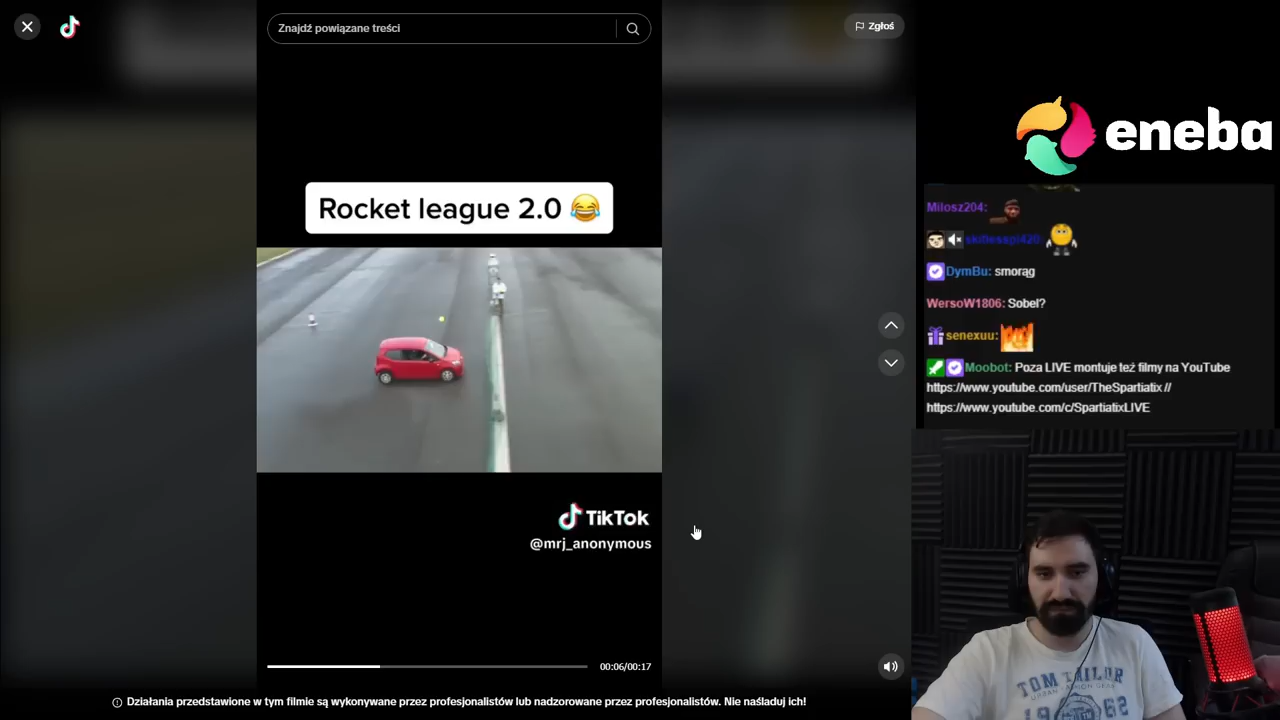 Znajdź powiązane treści
Zgłoś
Rocket league 2.0 😂
TikTok
@mrj_anonymous
00:06/00:17
Działania przedstawione w tym filmie są wykonywane przez profesjonalistów lub nadzorowane przez profesjonalistów. Nie naśladuj ich!
eneba
Milosz204:
DymBu: smorąg
WersoW1806: Sobel?
senexuu:
Moobot: Poza LIVE montuje też filmy na YouTube
https://www.youtube.com/user/TheSpartiatix //
https://www.youtube.com/c/SpartiatixLIVE
TOM TAILOR